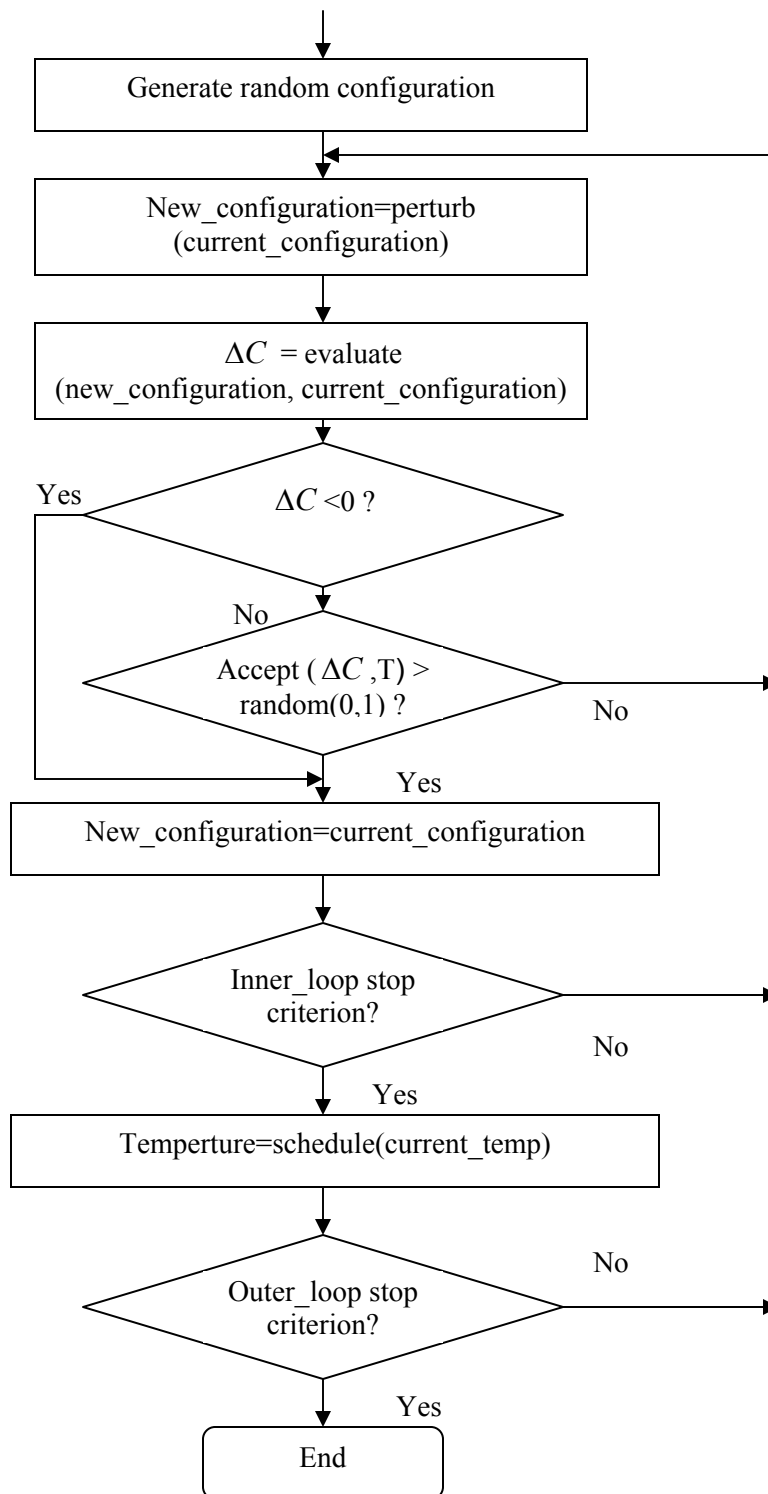 Generate random configuration
New_configuration=perturb
(current_configuration)
ΔC = evaluate
(new_configuration, current_configuration)
Yes
ΔC <0 ?
No
Accept ( ΔC ,T) >
random(0,1) ?
No
Yes
New_configuration=current_configuration
Inner_loop stop
criterion?
No
Yes
Temperture=schedule(current_temp)
No
Outer_loop stop
criterion?
Yes
End